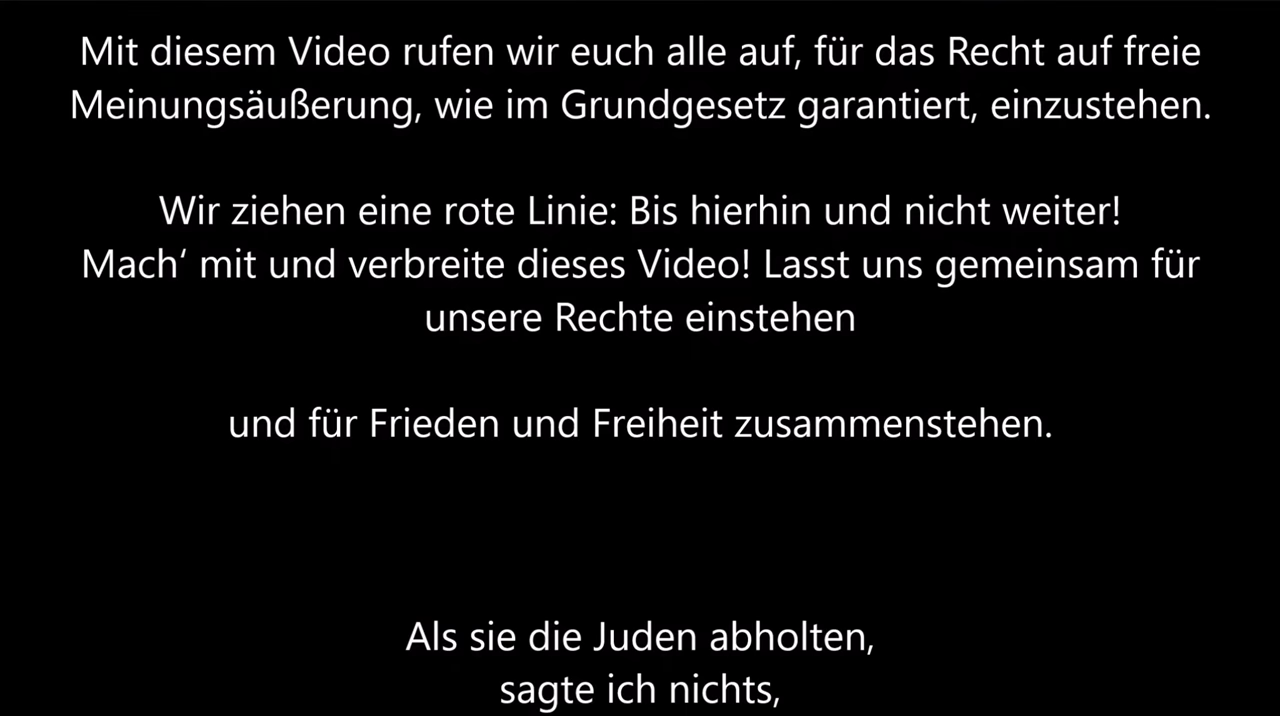 Mit diesem Video rufen wir euch alle auf, für das Recht auf freie
Meinungsäußerung, wie im Grundgesetz garantiert, einzustehen.
Wir ziehen eine rote Linie: Bis hierhin und nicht weiter!
Mach‘ mit und verbreite dieses Video! Lasst uns gemeinsam für
unsere Rechte einstehen
und für Frieden und Freiheit zusammenstehen.
Als sie die Juden abholten,
sagte ich nichts,